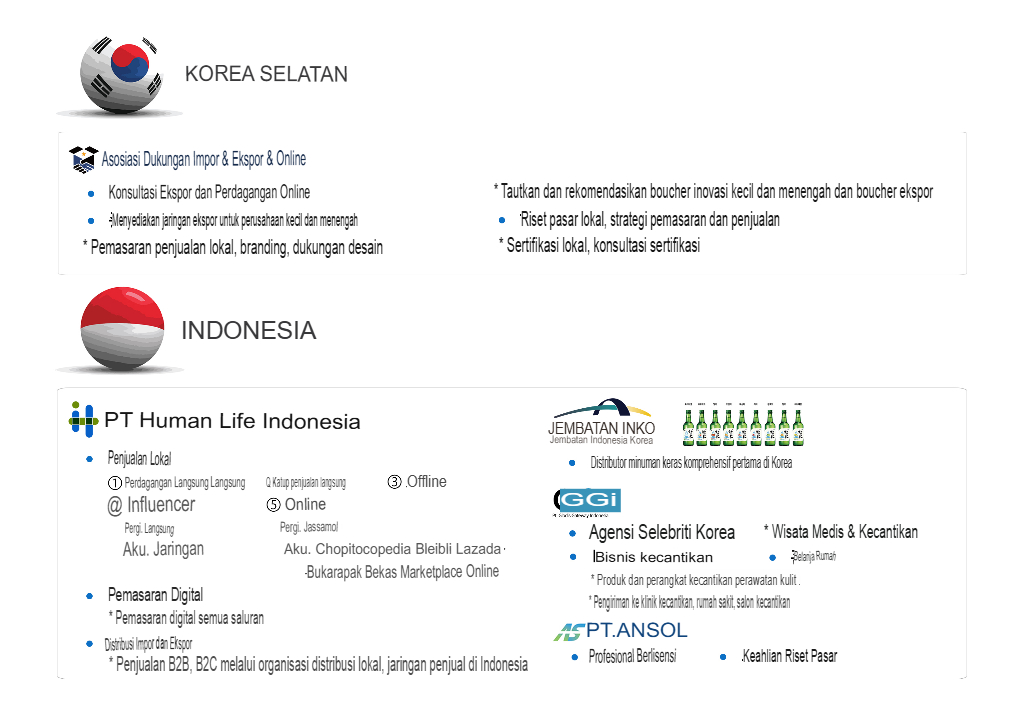 KOREA SELATAN
Asosiasi Dukungan Impor & Ekspor & Online
Konsultasi Ekspor dan Perdagangan Online
Menyediakan jaringan ekspor untuk perusahaan kecil dan menengah
* Pemasaran penjualan lokal, branding, dukungan desain
* Tautkan dan rekomendasikan boucher inovasi kecil dan menengah dan boucher ekspor
Riset pasar lokal, strategi pemasaran dan penjualan
* Sertifikasi lokal, konsultasi sertifikasi
INDONESIA
PT Human Life Indonesia
Penjualan Lokal
① Perdagangan Langsung Langsung
Q Katup penjualan langsung
③ .Offline
@ Influencer
⑤ Online
Pergi. Langsung
Pergi. Jassamo/
Aku. Jaringan
Aku. Chopitocopedia Bleibli Lazada ·
-Bukarapak Bekas Marketplace Online
Pemasaran Digital
* Pemasaran digital semua saluran
Distribusi Impor dan Ekspor
* Penjualan B2B, B2C melalui organisasi distribusi lokal, jaringan penjual di Indonesia
JEMBATAN INKO
Jembatan Indonesia Korea
Distributor minuman keras komprehensif pertama di Korea
GGi
Agensi Selebriti Korea
* Wisata Medis & Kecantikan
Bisnis kecantikan
Belanja Rumah
* Produk dan perangkat kecantikan perawatan kulit .
* Pengiriman ke klinik kecantikan, rumah sakit, salon kecantikan
AS PT.ANSOL
Profesional Berlisensi
.Keahlian Riset Pasar